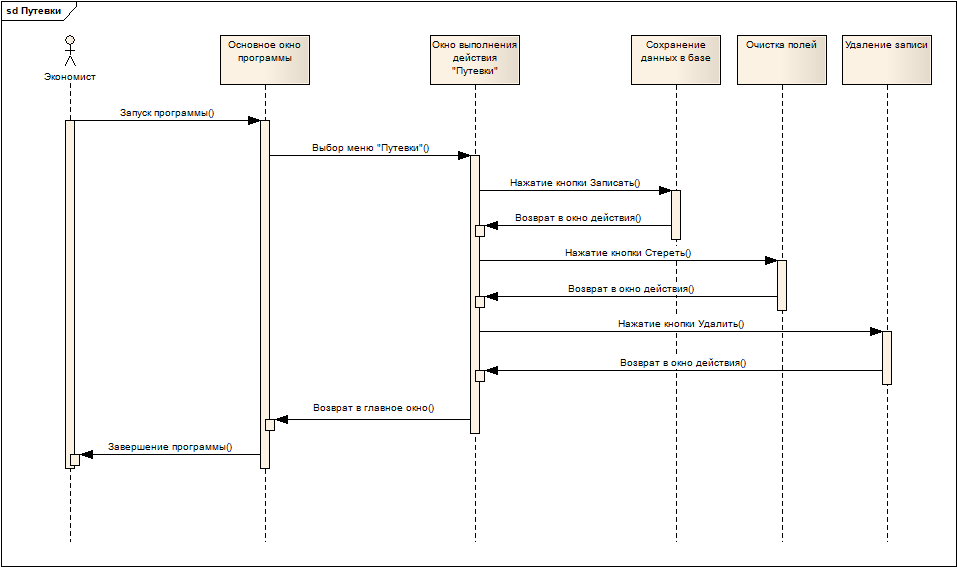 sd Путевки
Экономист
Основное окно
программы
Окно выполнения
действия
"Путевки"
Сохранение
данных в базе
Очистка полей
Удаление записи
Запуск программы()
Выбор меню "Путевки"()
Нажатие кнопки Записать()
Возврат в окно действия()
Нажатие кнопки Стереть()
Возврат в окно действия()
Нажатие кнопки Удалить()
Возврат в окно действия()
Возврат в главное окно()
Завершение программы()